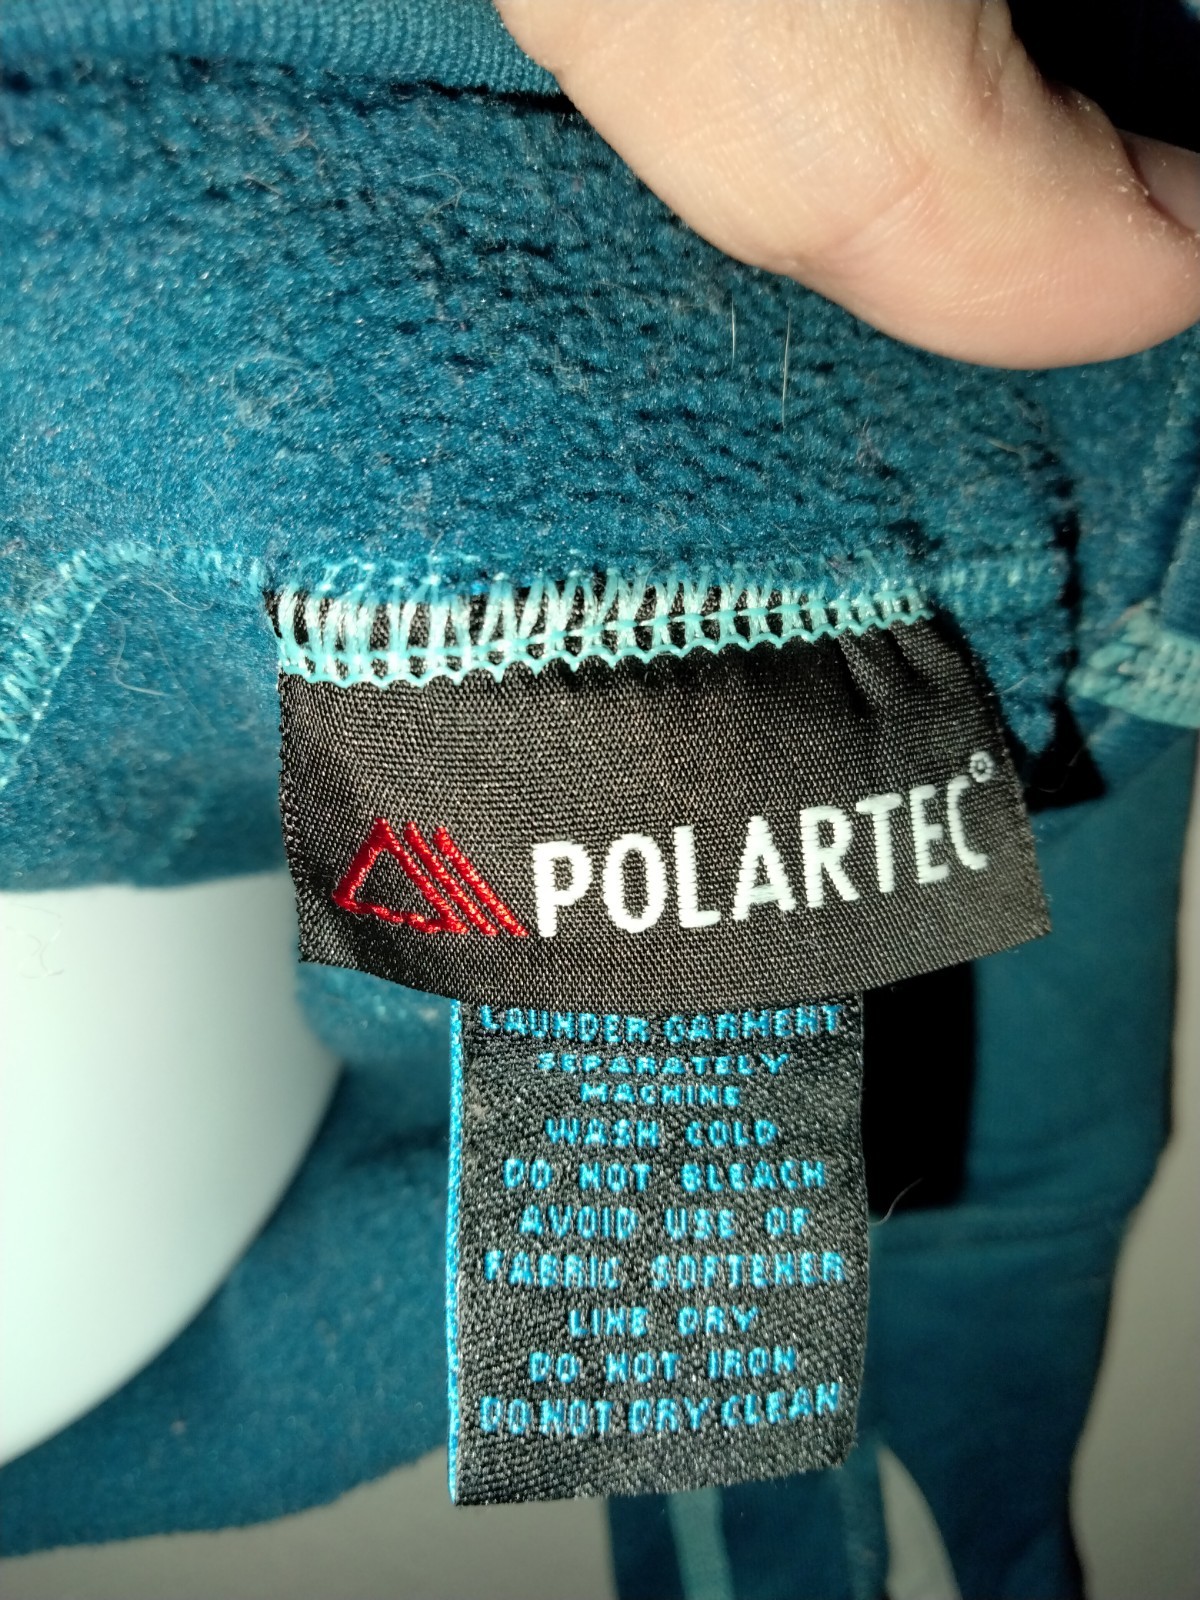 POLARTEC®
LAUNDER GARMENT
SEPARATELY
MACHINE
WASH COLD
DO NOT BLEACH
AVOID USE OF
FABRIC SOFTENER
LINE DRY
DO NOT IRON
DO NOT DRY CLEAN